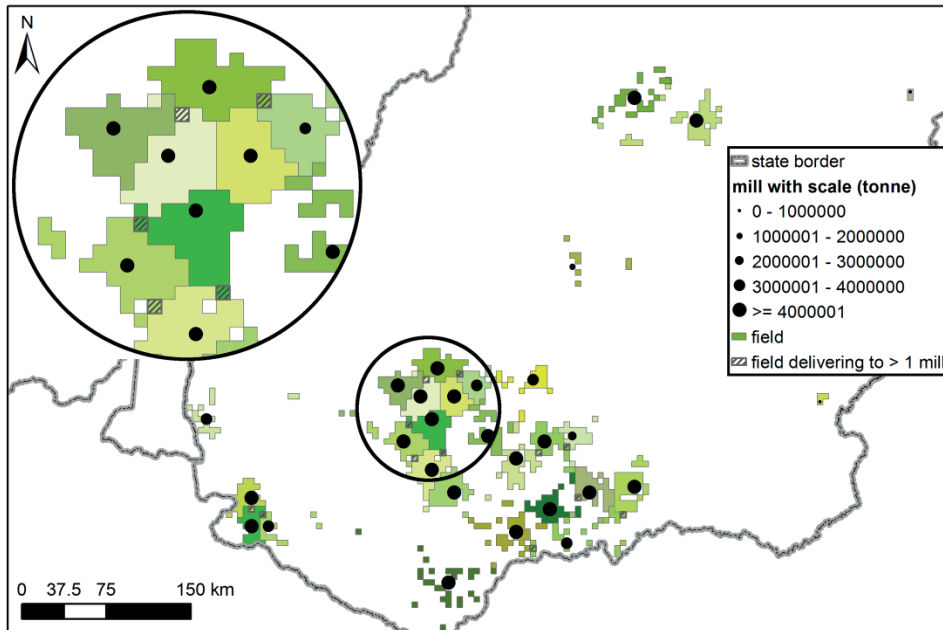 N
state border
mill with scale (tonne)
0 - 1000000
1000001 - 2000000
2000001 - 3000000
3000001 - 4000000
>= 4000001
field
field delivering to > 1 mill
0 37.5 75 150 km